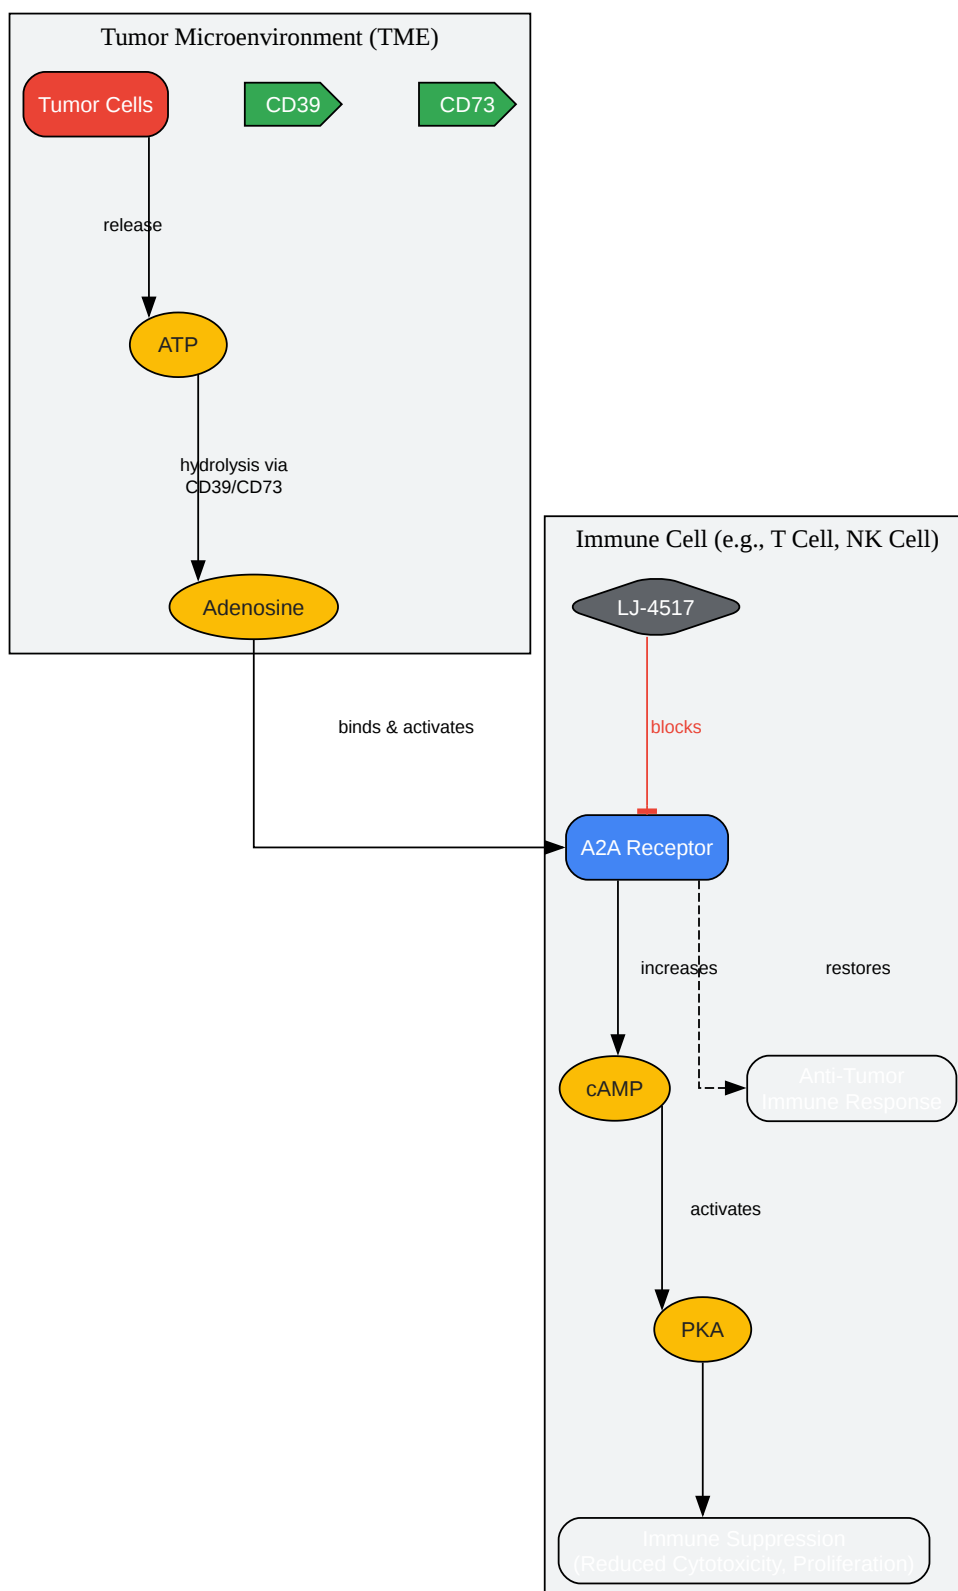 Tumor Microenvironment (TME)
Tumor Cells
CD39
CD73
release
ATP
hydrolysis via
CD39/CD73
Adenosine
Immune Cell (e.g., T Cell, NK Cell)
LJ-4517
binds & activates
blocks
A2A Receptor
increases
restores
cAMP
Anti-Tumor
Immune Response
activates
PKA
Immune Suppression
(Reduced Cytotoxicity, Proliferation)